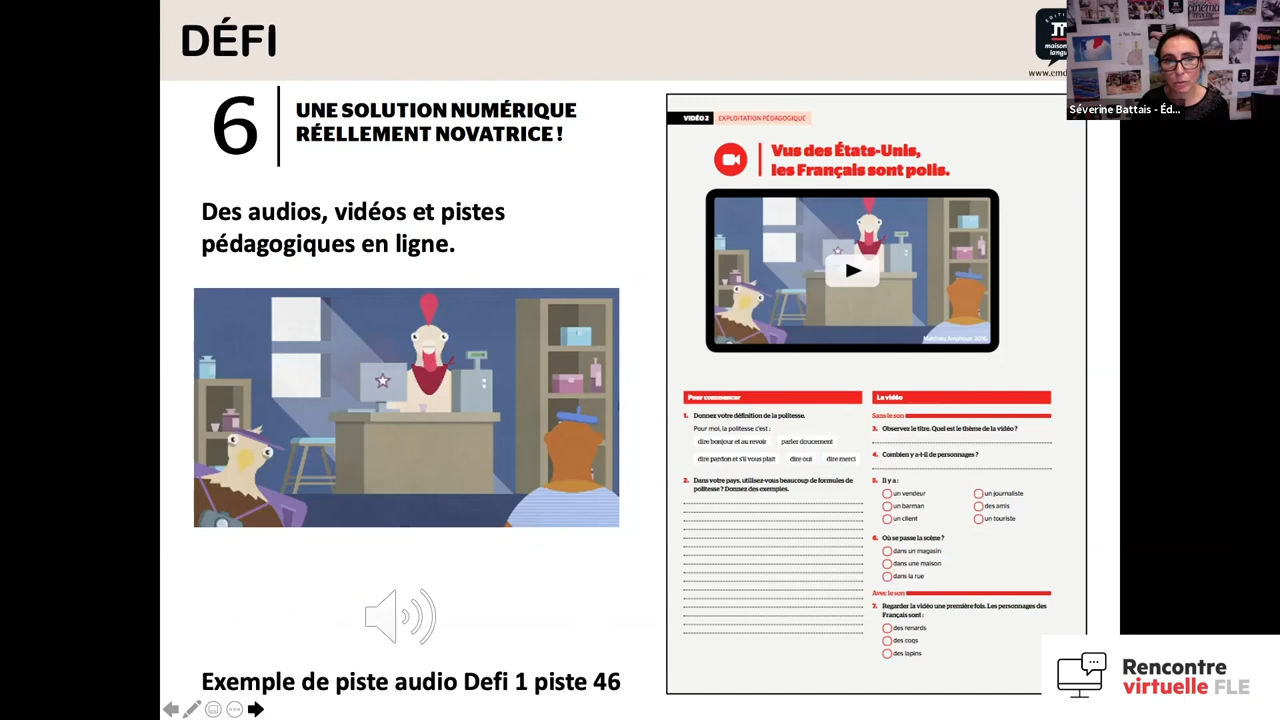 DÉFI
ÉDITIONS
maison
langu
www.emd
Séverine Battais - Éd...
6
UNE SOLUTION NUMÉRIQUE
RÉELLEMENT NOVATRICE !
Des audios, vidéos et pistes
pédagogiques en ligne.
Exemple de piste audio Defi 1 piste 46
VIDÉO 2 EXPLOITATION PÉDAGOGIQUE
Vus des États-Unis,
les Français sont polis.
Pour commencer
1. Donnez votre définition de la politesse.
Pour moi, la politesse c'est :
dire bonjour et au revoir parler doucement
dire pardon et s'il vous plait dire oui dire merci
2. Dans votre pays, utilisez-vous beaucoup de formules de
politesse ? Donnez des exemples.
La vidéo
Sans le son
3. Observez le titre. Quel est le thème de la vidéo ?
4. Combien y a-t-il de personnages ?
5. Il y a :
un vendeur un journaliste
un barman des amis
un client un touriste
6. Où se passe la scène ?
dans un magasin
dans une maison
dans la rue
Avec le son
7. Regarder la vidéo une première fois. Les personnages des
Français sont :
des renards
des coqs
des lapins
Rencontre
virtuelle FLE